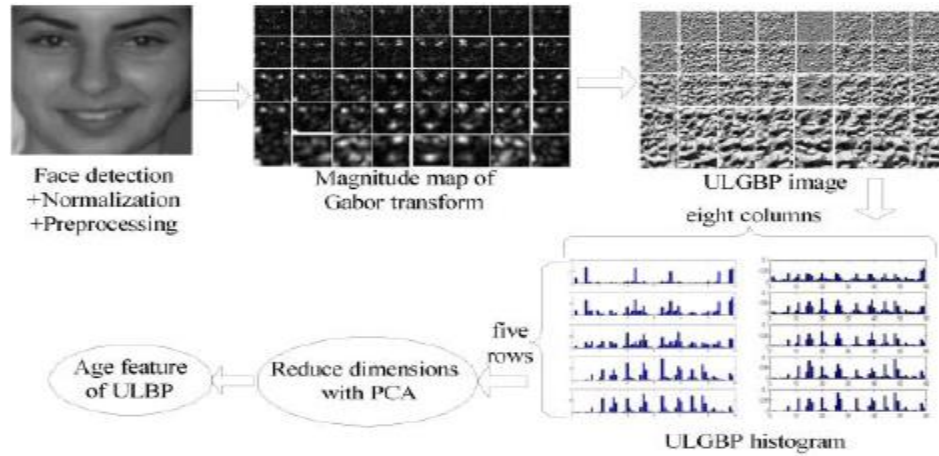 Face detection
+Normalization
+Preprocessing
Magnitude map of
Gabor transform
ULGBP image
eight columns
five
rows
ULGBP histogram
Reduce dimensions
with PCA
Age feature
of ULBP